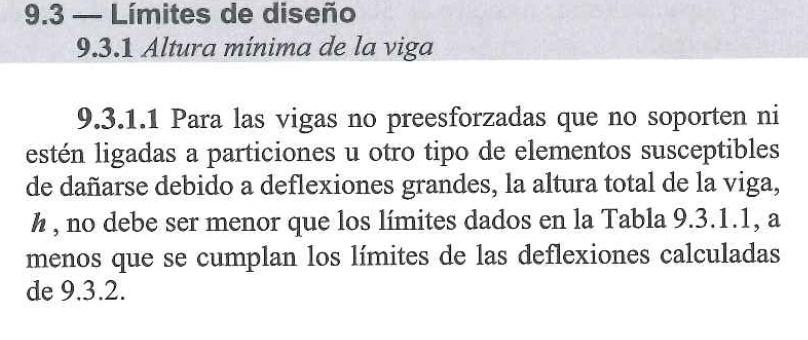 9.3 — Límites de diseño
9.3.1 Altura mínima de la viga
9.3.1.1 Para las vigas no preesforzadas que no soporten ni
estén ligadas a particiones u otro tipo de elementos susceptibles
de dañarse debido a deflexiones grandes, la altura total de la viga,
h , no debe ser menor que los límites dados en la Tabla 9.3.1.1, a
menos que se cumplan los límites de las deflexiones calculadas
de 9.3.2.